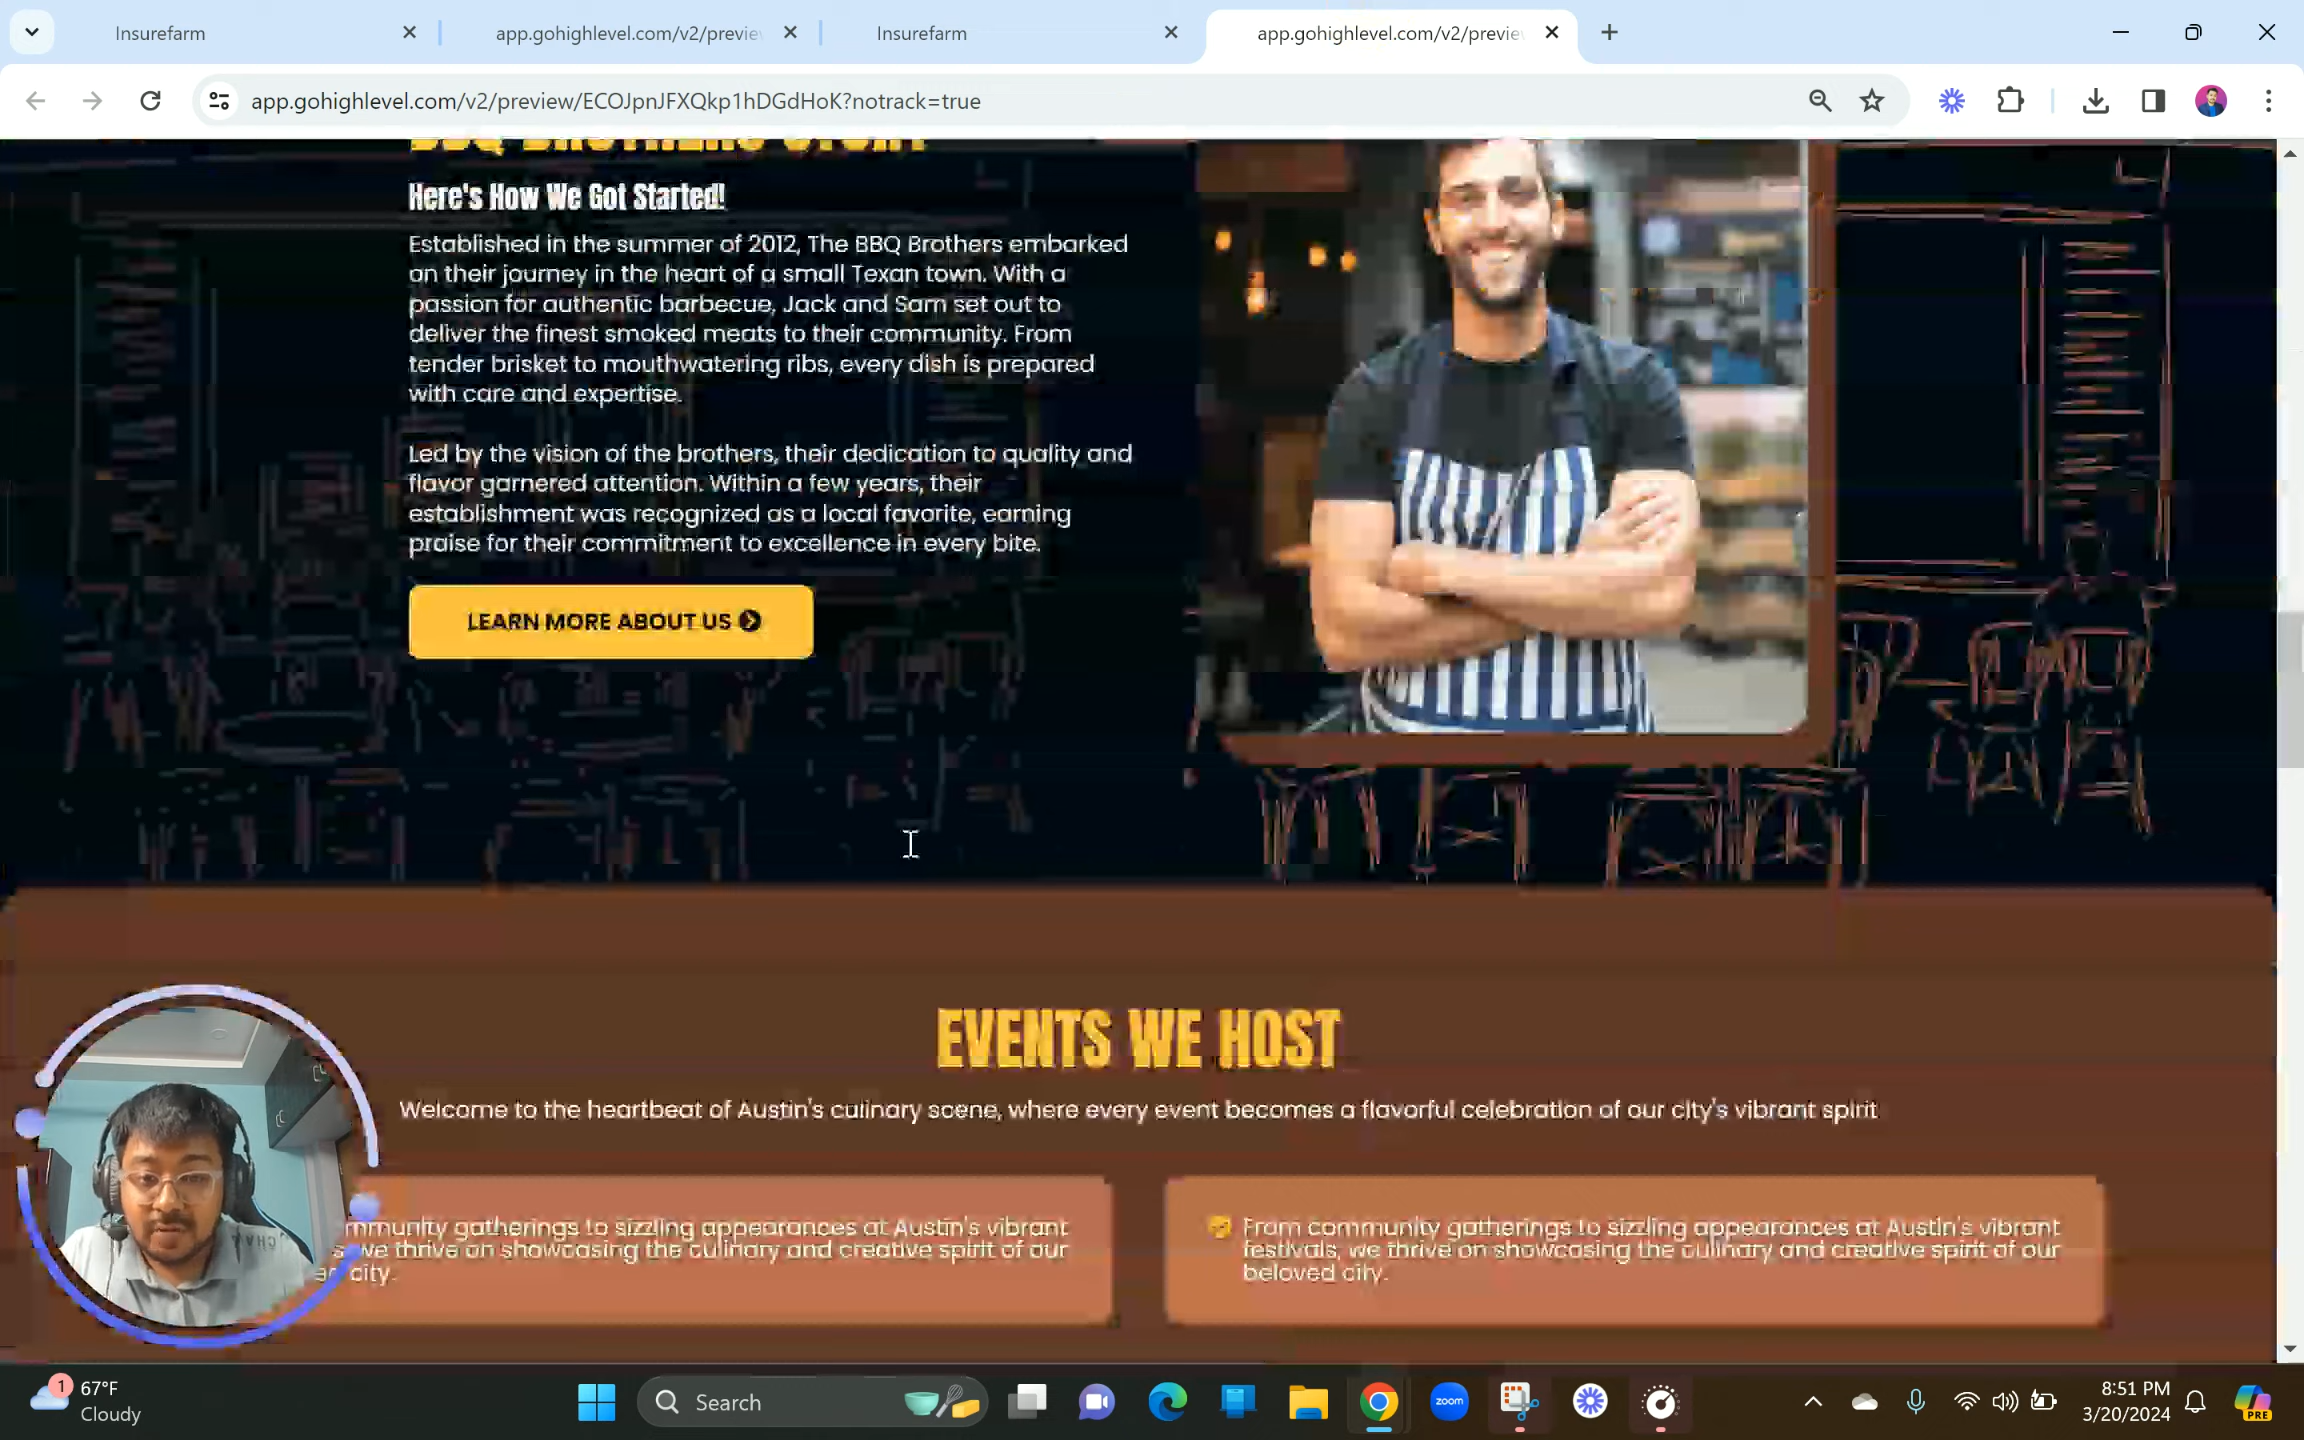 Insurefarm
app.gohighlevel.com/v2/previe
Insurefarm
app.gohighlevel.com/v2/previe
app.gohighlevel.com/v2/preview/ECOJpnJFXQkp1hDGdHoK?notrack=true
BBQ BROTHERS STORY
Here's How We Got Started!
Established in the summer of 2012, The BBQ Brothers embarked
on their journey in the heart of a small Texan town. With a
passion for authentic barbecue, Jack and Sam set out to
deliver the finest smoked meats to their community. From
tender brisket to mouthwatering ribs, every dish is prepared
with care and expertise.
Led by the vision of the brothers, their dedication to quality and
flavor garnered attention. Within a few years, their
establishment was recognized as a local favorite, earning
praise for their commitment to excellence in every bite.
LEARN MORE ABOUT US
EVENTS WE HOST
Welcome to the heartbeat of Austin's culinary scene, where every event becomes a flavorful celebration of our city's vibrant spirit
mmunity gatherings to sizzling appearances at Austin's vibrant
s, we thrive on showcasing the culinary and creative spirit of our
city.
From community gatherings to sizzling appearances at Austin's vibrant
festivals, we thrive on showcasing the culinary and creative spirit of our
beloved city.
1
67°F
Cloudy
Search
zoom
8:51 PM
3/20/2024
PRE